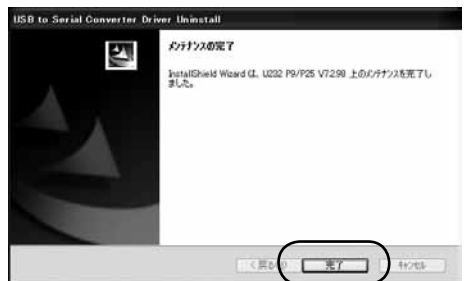 USB to Serial Converter Driver Uninstall
メンテナンスの完了
InstallShield Wizard は、U232 P9/P25 V7.2.98 上のメンテナンスを完了し
ました。
完了
キャンセル